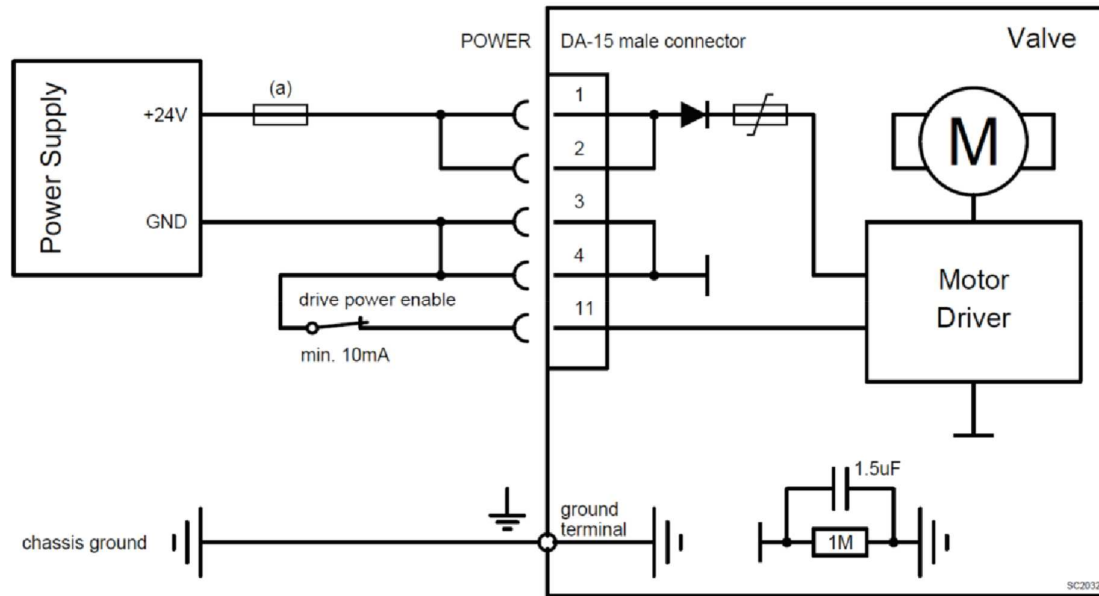 POWER
DA-15 male connector
Valve
Power Supply
+24V
(a)
GND
drive power enable
min. 10mA
1
2
3
4
11
M
Motor
Driver
1.5uF
1M
chassis ground
ground
terminal
SC2032